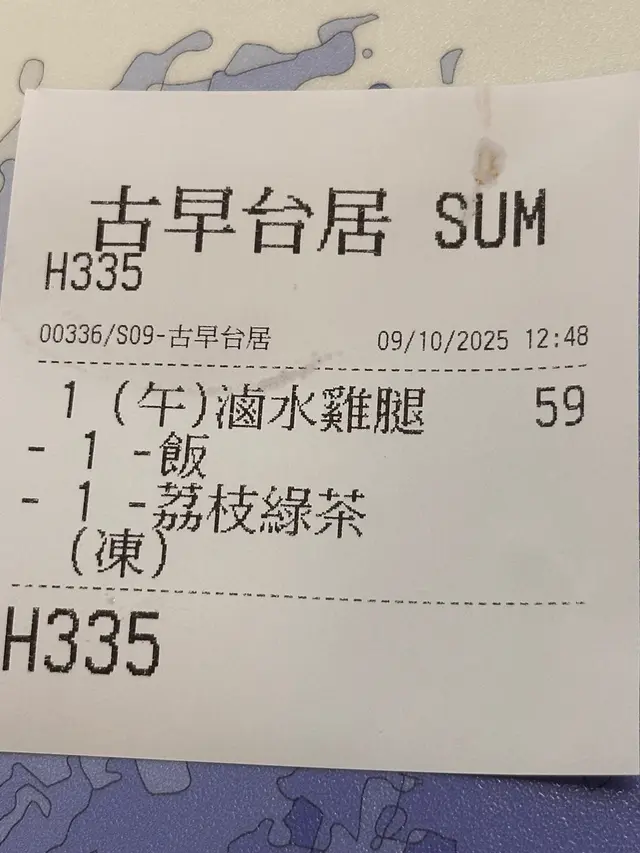 古早台居 SUM
H335
00336/S09-古早台居 09/10/2025 12:48
1 (午)滷水雞腿 59
- 1 -飯
- 1 -荔枝綠茶
(凍)
H335